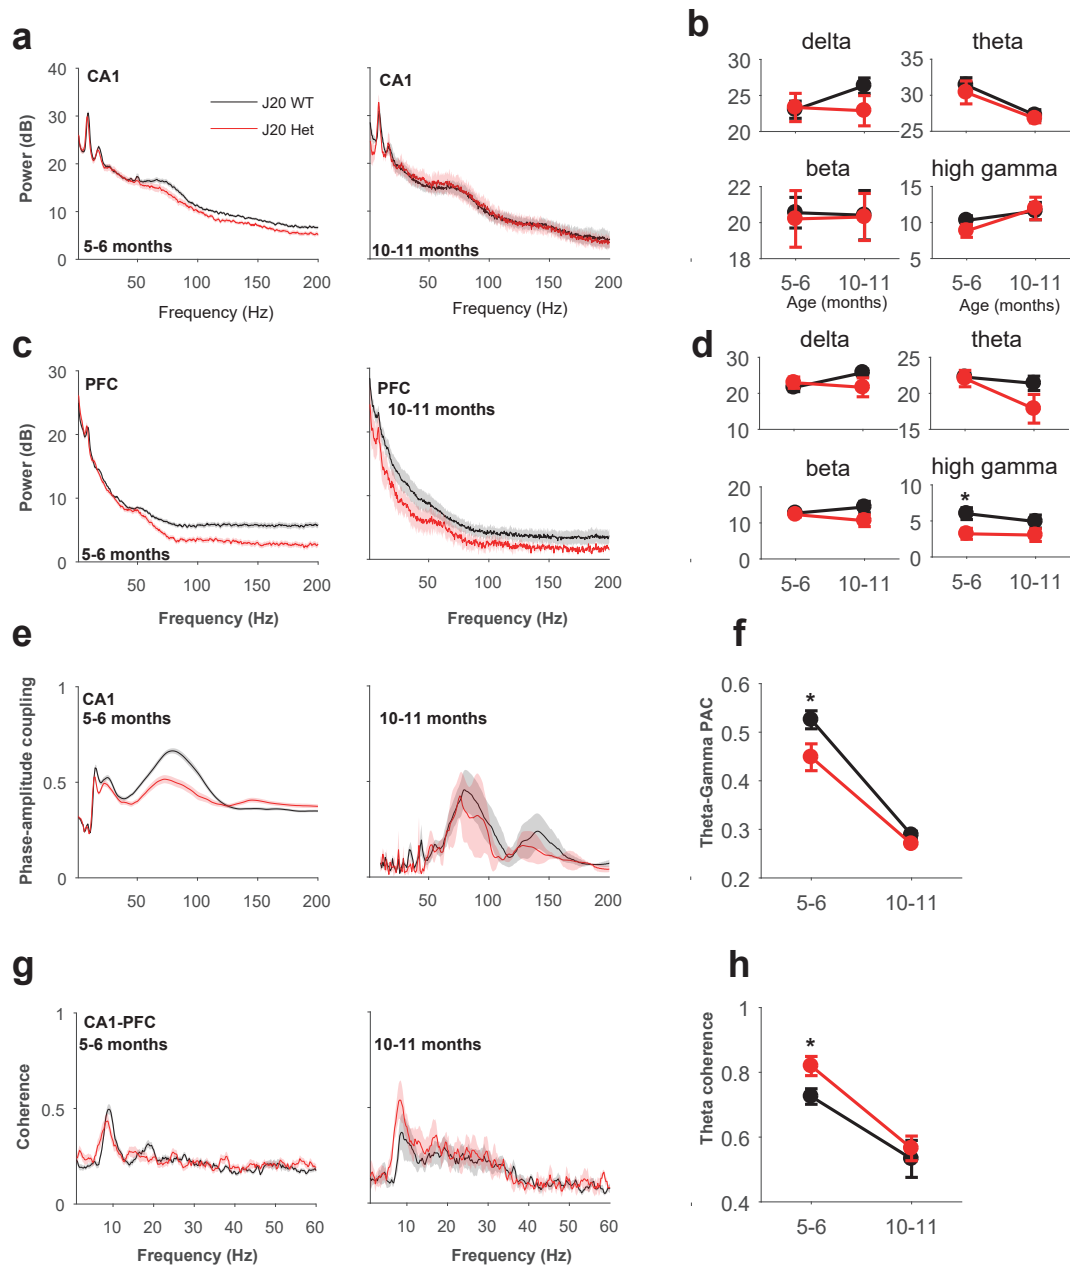 a
CA1
J20 WT
J20 Het
5-6 months
Power (dB)
40
30
20
10
0
50
100
150
200
Frequency (Hz)
CA1
10-11 months
50
100
150
200
Frequency (Hz)
b
delta
30
25
20
theta
35
30
25
beta
22
20
18
5-6
10-11
Age (months)
high gamma
15
10
5
5-6
10-11
Age (months)
c
PFC
5-6 months
Power (dB)
30
20
10
0
50
100
150
200
Frequency (Hz)
PFC
10-11 months
50
100
150
200
Frequency (Hz)
d
delta
30
20
10
theta
25
20
15
beta
20
10
0
5-6
10-11
high gamma
*
10
5
0
5-6
10-11
e
CA1
5-6 months
Phase-amplitude coupling
1
0.5
0
50
100
150
200
10-11 months
50
100
150
200
f
*
Theta-Gamma PAC
0.6
0.5
0.4
0.3
0.2
5-6
10-11
g
CA1-PFC
5-6 months
Coherence
1
0.5
0
10
20
30
40
50
60
Frequency (Hz)
10-11 months
10
20
30
40
50
60
Frequency (Hz)
h
*
Theta coherence
1
0.8
0.6
0.4
5-6
10-11